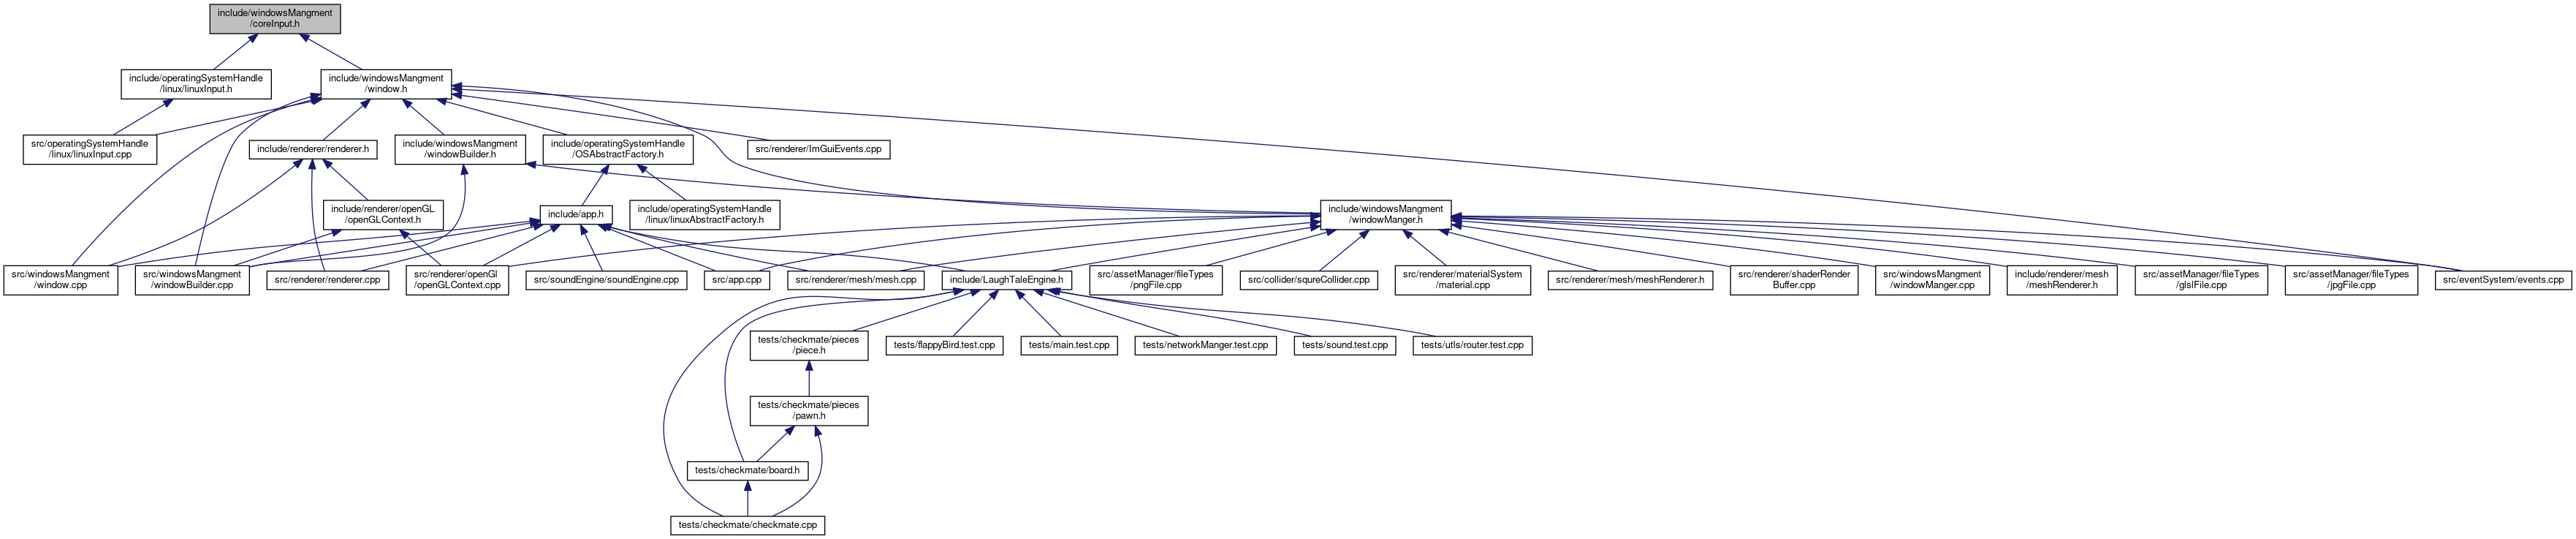 include/windowsMangment
/coreInput.h
include/operatingSystemHandle
/linux/linuxInput.h
include/windowsMangment
/window.h
src/operatingSystemHandle
/linux/linuxInput.cpp
include/renderer/renderer.h
include/windowsMangment
/windowBuilder.h
include/operatingSystemHandle
/OSAbstractFactory.h
src/renderer/ImGuiEvents.cpp
include/renderer/openGL
/openGLContext.h
include/app.h
include/operatingSystemHandle
/linux/linuxAbstractFactory.h
include/windowsMangment
/windowManger.h
src/windowsMangment
/window.cpp
src/windowsMangment
/windowBuilder.cpp
src/renderer/renderer.cpp
src/renderer/openGl
/openGLContext.cpp
src/soundEngine/soundEngine.cpp
src/app.cpp
src/renderer/mesh/mesh.cpp
include/LaughTaleEngine.h
src/assetManager/fileTypes
/pngFile.cpp
src/collider/squreCollider.cpp
src/renderer/materialSystem
/material.cpp
src/renderer/mesh/meshRenderer.h
src/renderer/shaderRender
Buffer.cpp
src/windowsMangment
/windowManger.cpp
include/renderer/mesh
/meshRenderer.h
src/assetManager/fileTypes
/glslFile.cpp
src/assetManager/fileTypes
/jpgFile.cpp
src/eventSystem/events.cpp
tests/checkmate/pieces
/piece.h
tests/flappyBird.test.cpp
tests/main.test.cpp
tests/networkManger.test.cpp
tests/sound.test.cpp
tests/utls/router.test.cpp
tests/checkmate/pieces
/pawn.h
tests/checkmate/board.h
tests/checkmate/checkmate.cpp